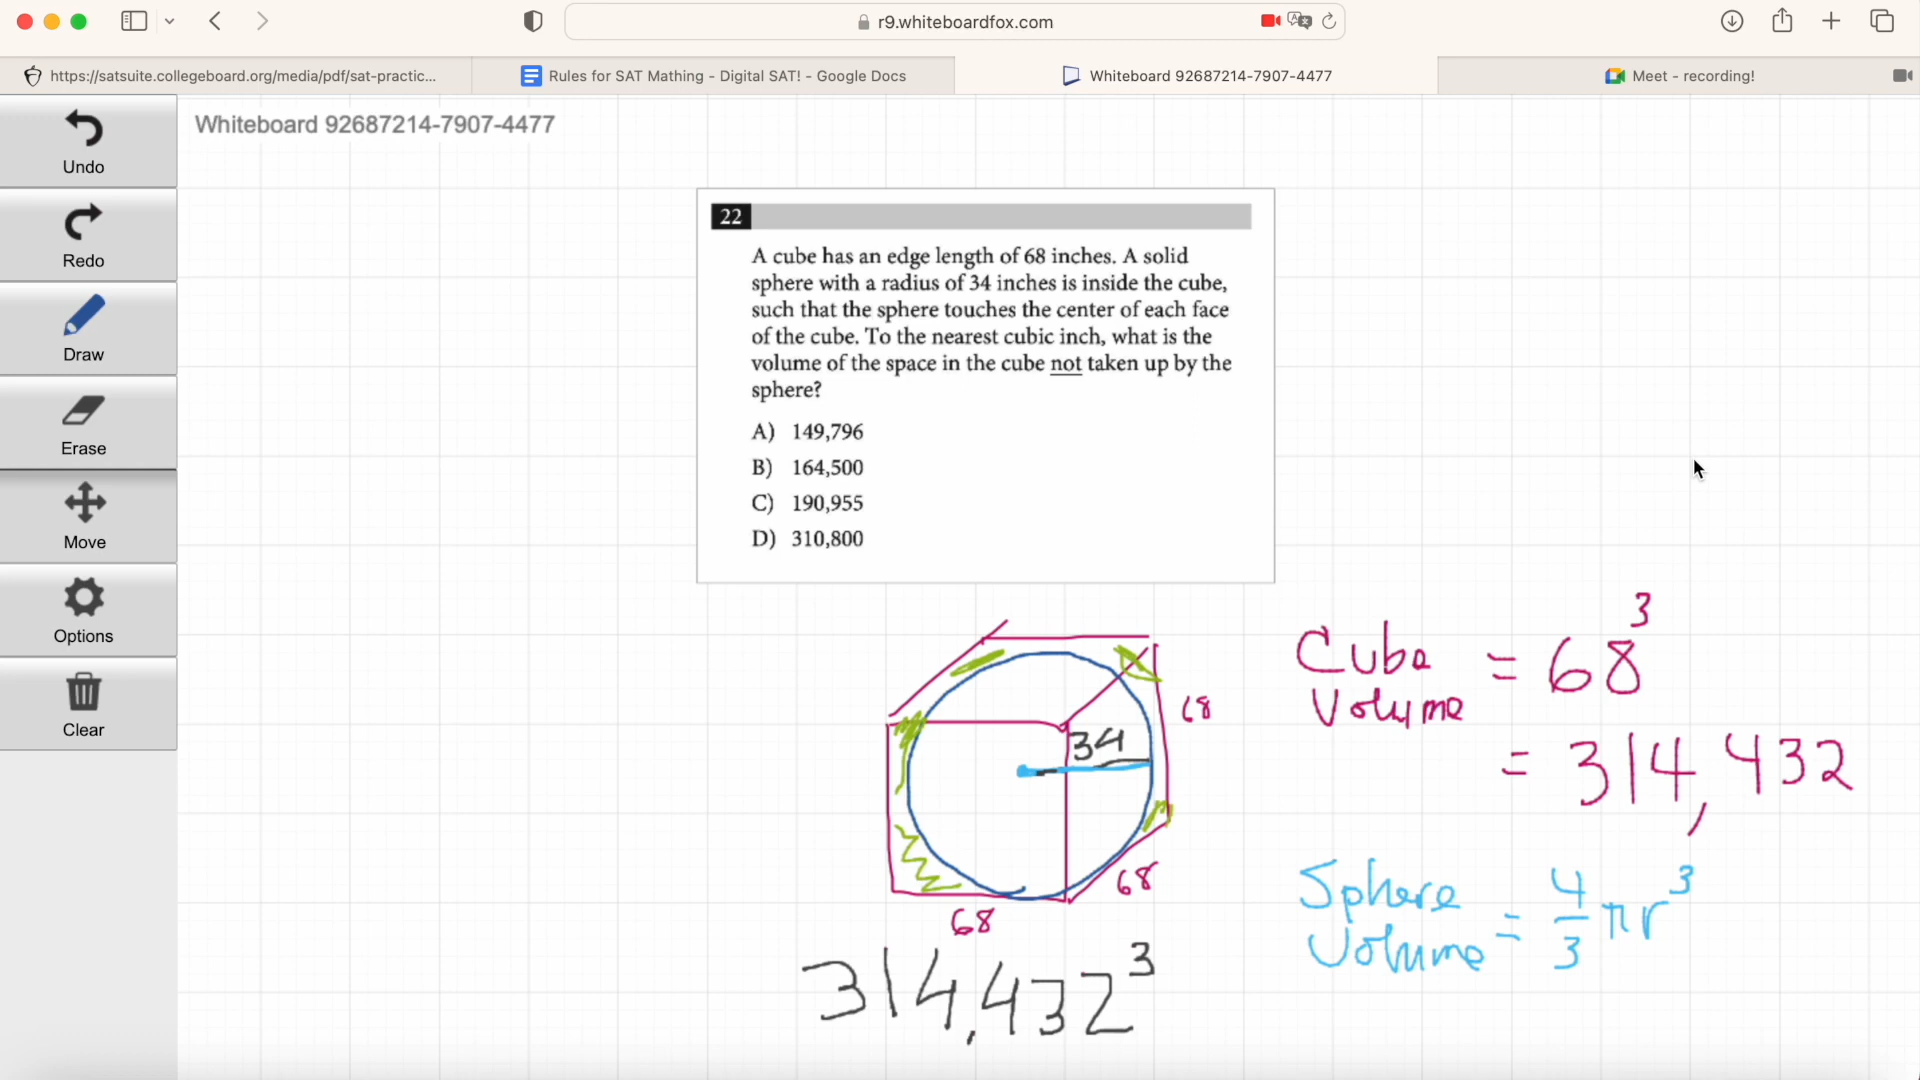 r9.whiteboardfox.com
https://satsuite.collegeboard.org/media/pdf/sat-practic...
Rules for SAT Mathing - Digital SAT! - Google Docs
Whiteboard 92687214-7907-4477
Meet - recording!
Whiteboard 92687214-7907-4477
Undo
Redo
Draw
Erase
Move
Options
Clear
22
A cube has an edge length of 68 inches. A solid
sphere with a radius of 34 inches is inside the cube,
such that the sphere touches the center of each face
of the cube. To the nearest cubic inch, what is the
volume of the space in the cube not taken up by the
sphere?
A) 149,796
B) 164,500
C) 190,955
D) 310,800
34
68
68
68
314,432³
Cube
Volume = 68³
= 314,432
Sphere
Volume = 4/3 πr³